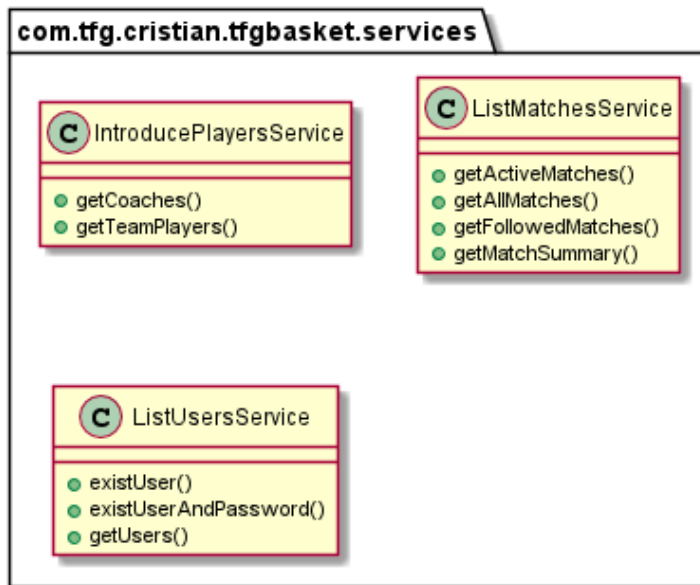 com.tfg.cristian.tfgbasket.services
C IntroducePlayersService
getCoaches()
getTeamPlayers()
C ListMatchesService
getActiveMatches()
getAllMatches()
getFollowedMatches()
getMatchSummary()
C ListUsersService
existUser()
existUserAndPassword()
getUsers()